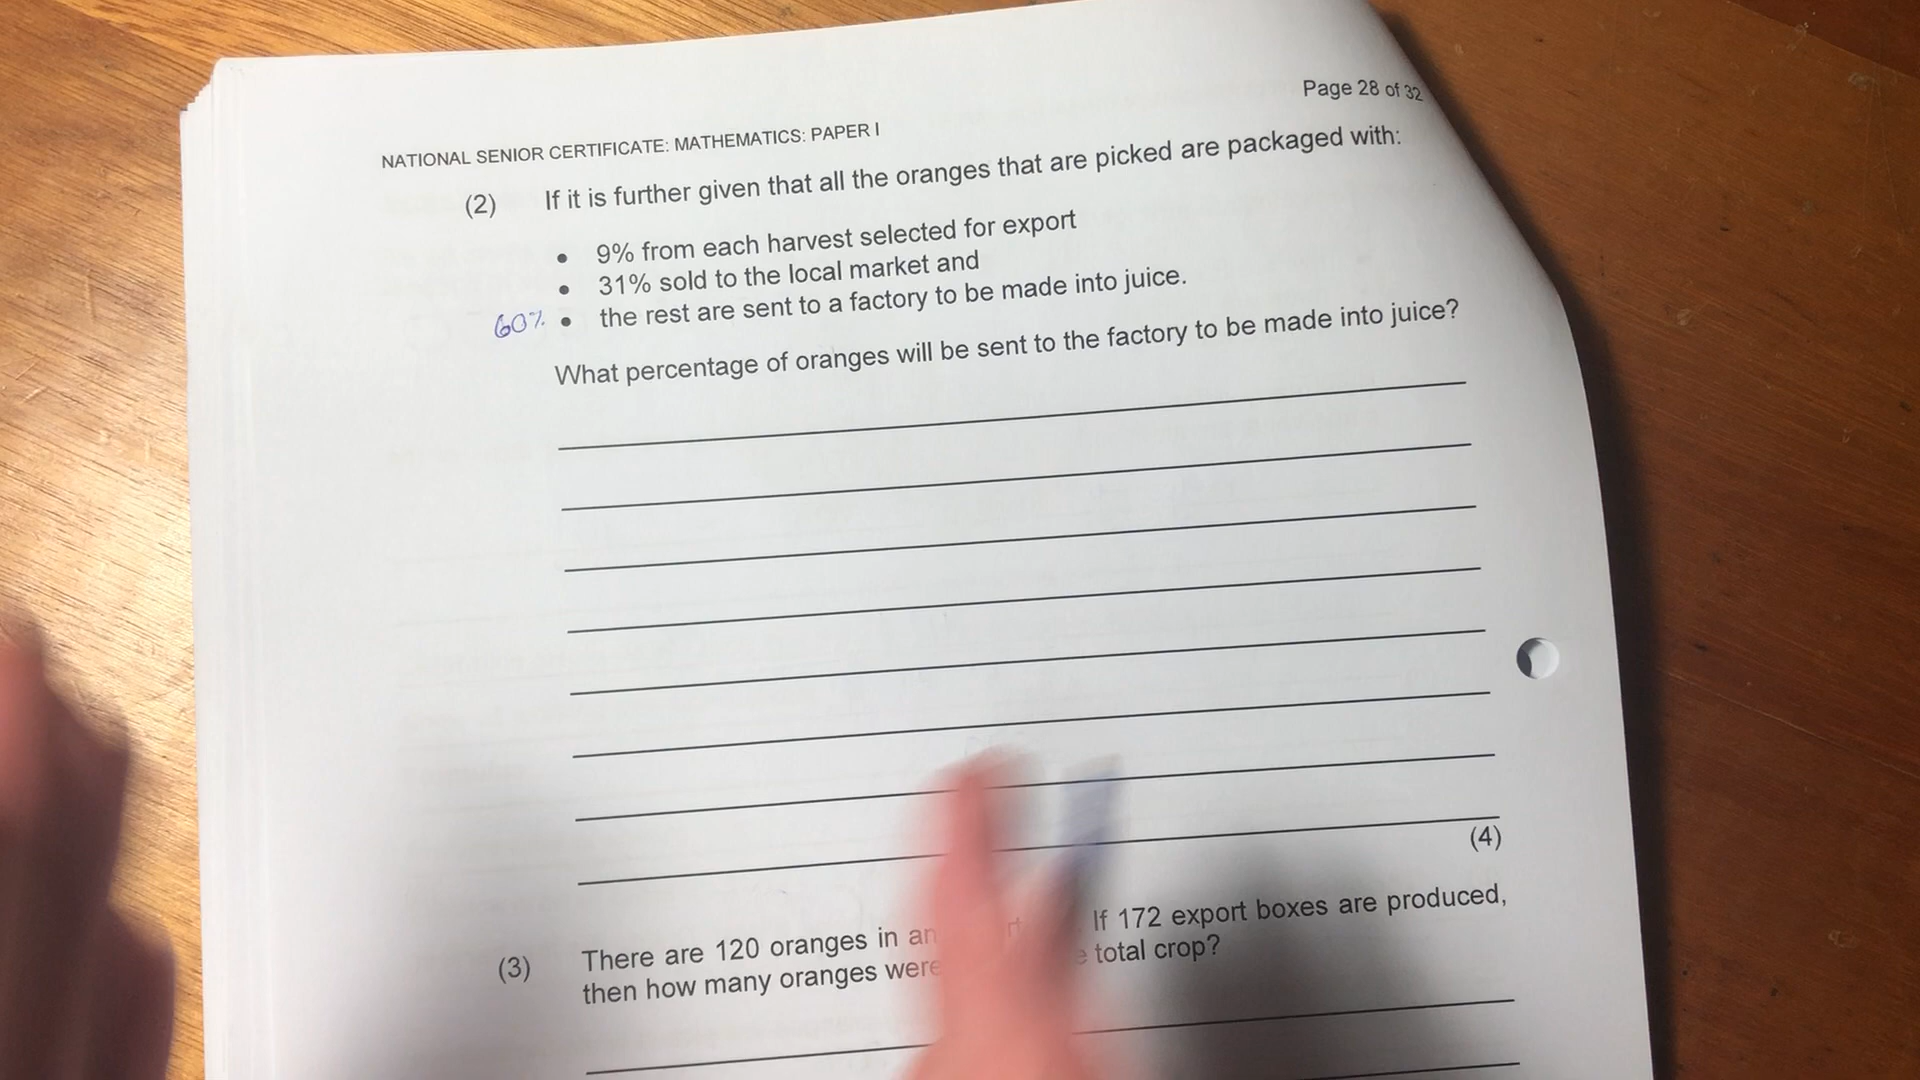 Page 28 of 32
NATIONAL SENIOR CERTIFICATE: MATHEMATICS: PAPER I
(2) If it is further given that all the oranges that are picked are packaged with:
• 9% from each harvest selected for export
• 31% sold to the local market and
60% • the rest are sent to a factory to be made into juice.
What percentage of oranges will be sent to the factory to be made into juice?
(4)
(3) There are 120 oranges in an If 172 export boxes are produced,
then how many oranges were total crop?